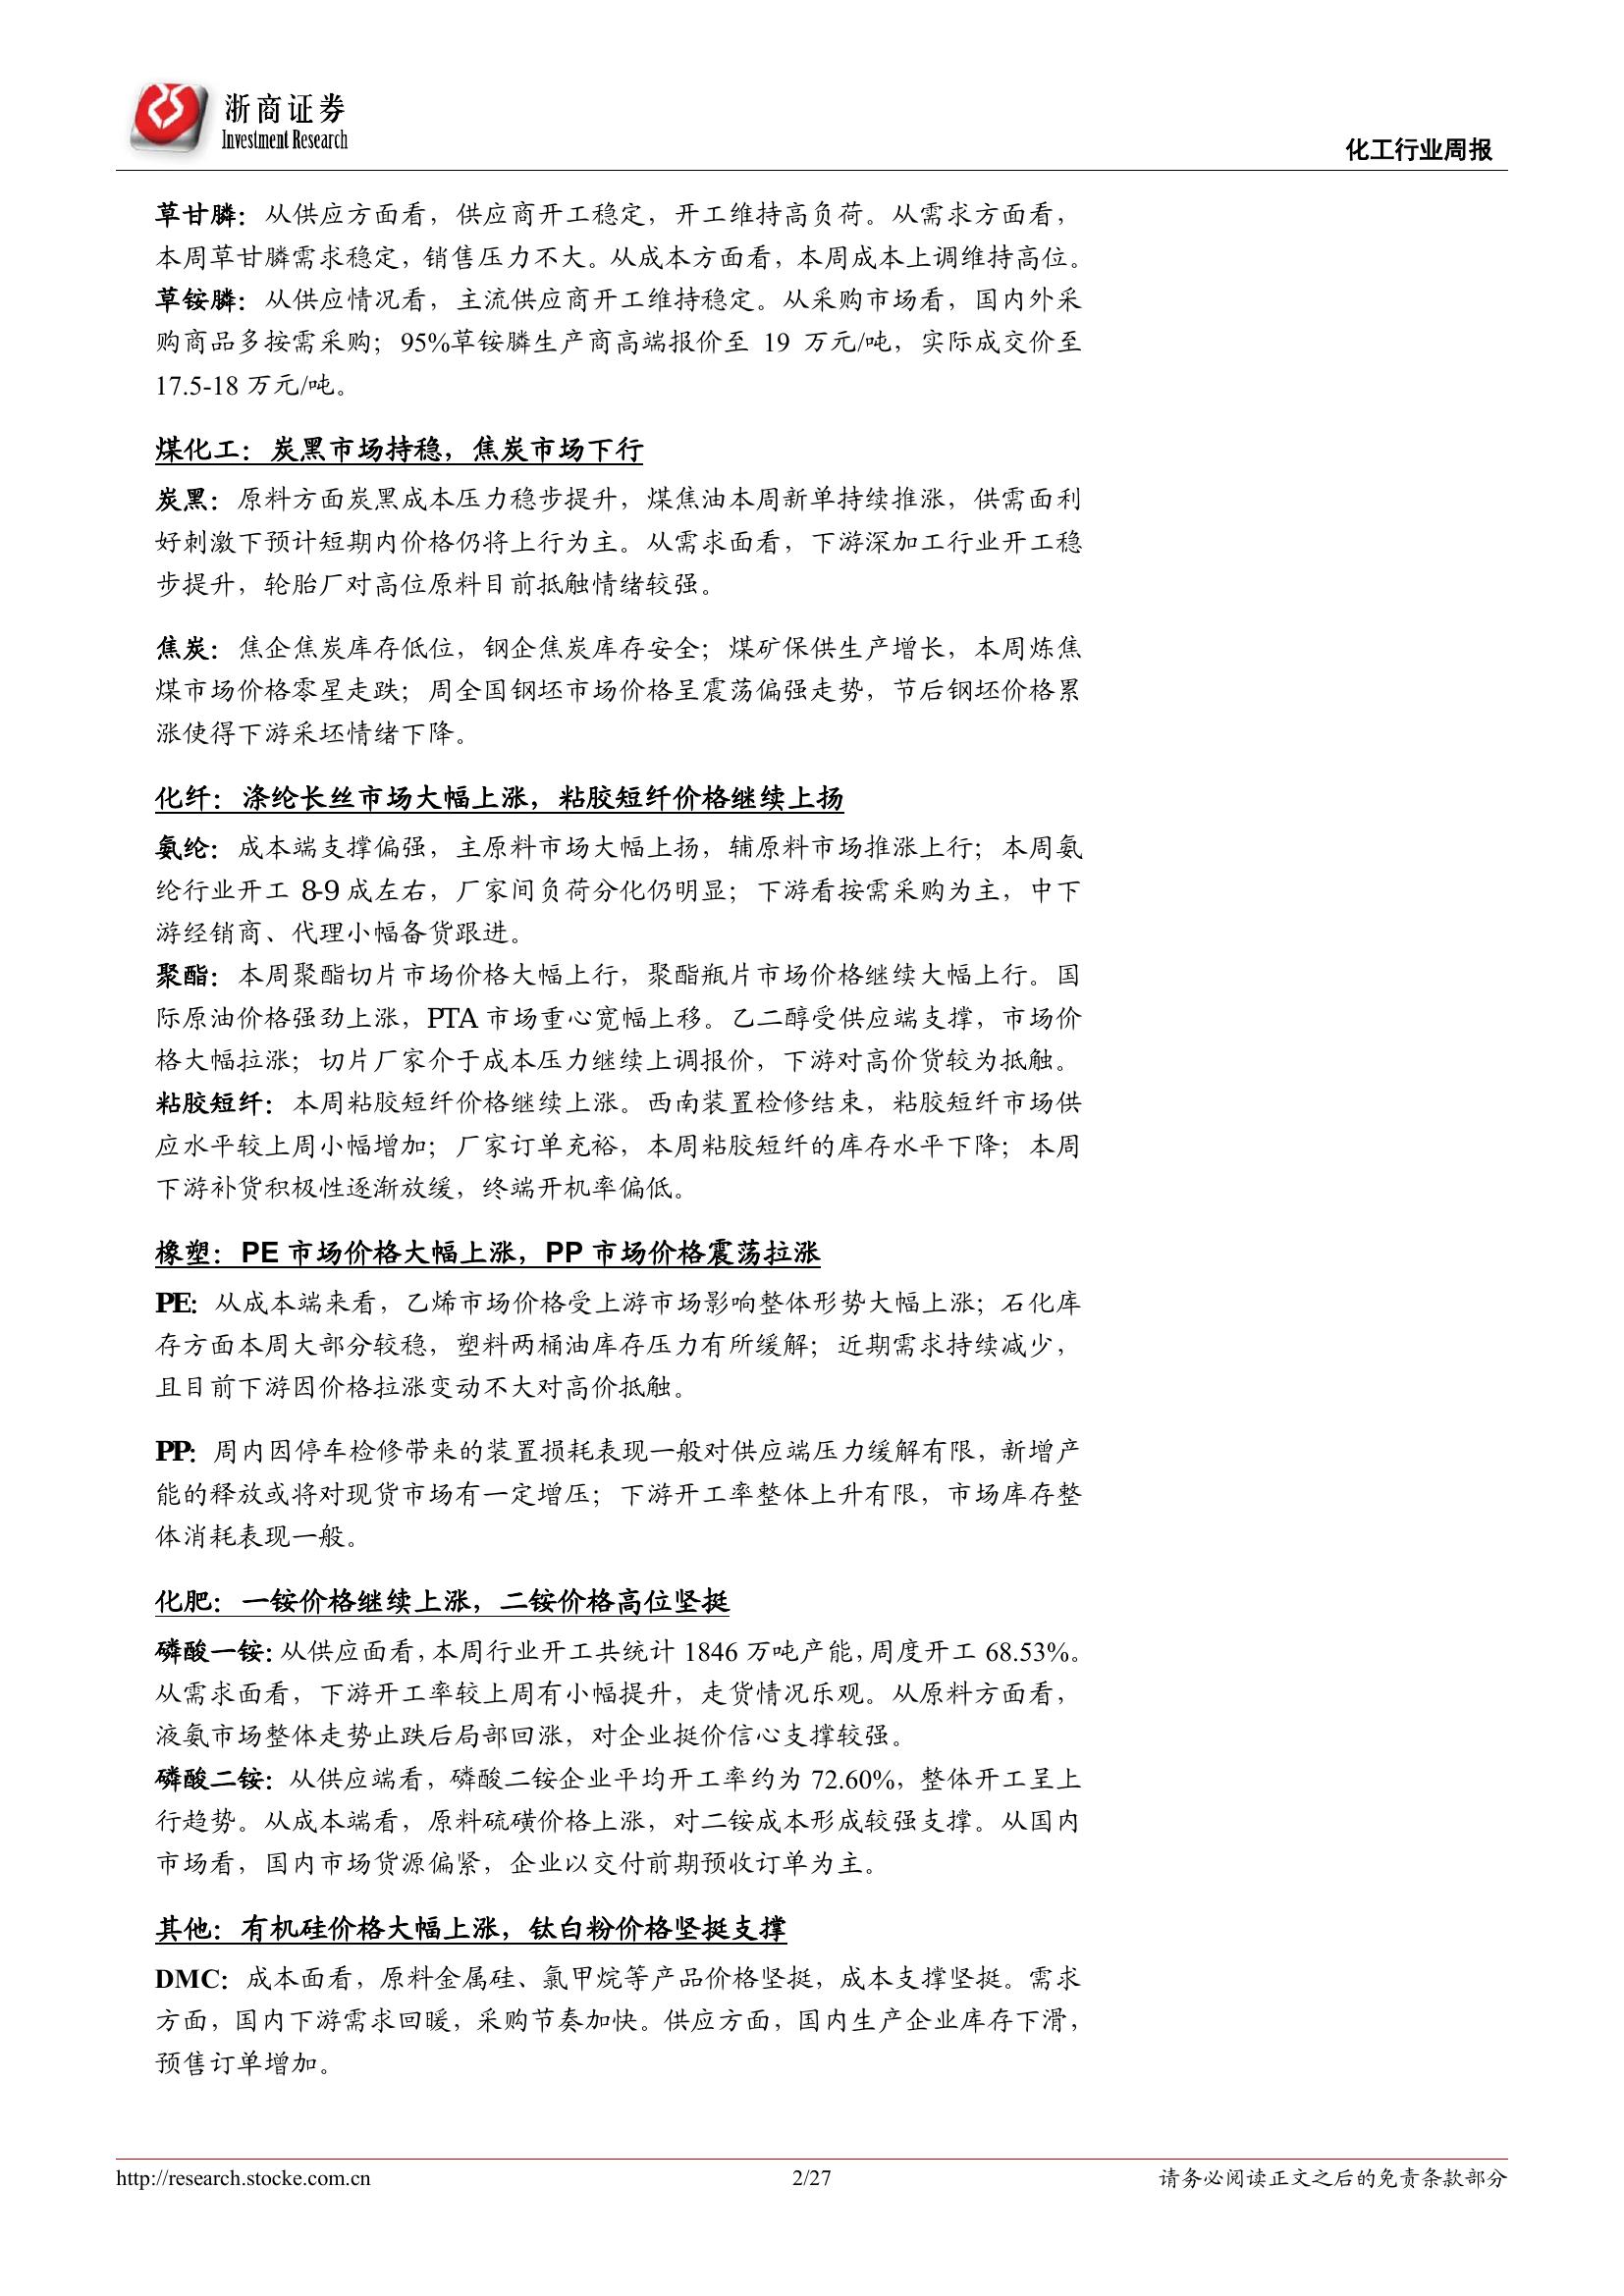 浙商证券
Investment Research
化工行业周报
草甘膦：从供应方面看，供应商开工稳定，开工维持高负荷。从需求方面看，
本周草甘膦需求稳定，销售压力不大。从成本方面看，本周成本上调维持高位。
草铵膦：从供应情况看，主流供应商开工维持稳定。从采购市场看，国内外采
购商品多按需采购；95%草铵膦生产商高端报价至 19 万元/吨，实际成交价至
17.5-18 万元/吨。
煤化工：炭黑市场持稳，焦炭市场下行
炭黑：原料方面炭黑成本压力稳步提升，煤焦油本周新单持续推涨，供需面利
好刺激下预计短期内价格仍将上行为主。从需求面看，下游深加工行业开工稳
步提升，轮胎厂对高位原料目前抵触情绪较强。
焦炭：焦企焦炭库存低位，钢企焦炭库存安全；煤矿保供生产增长，本周炼焦
煤市场价格零星走跌；周全国钢坯市场价格呈震荡偏强走势，节后钢坯价格累
涨使得下游采坯情绪下降。
化纤：涤纶长丝市场大幅上涨，粘胶短纤价格继续上扬
氨纶：成本端支撑偏强，主原料市场大幅上扬，辅原料市场推涨上行；本周氨
纶行业开工 8-9 成左右，厂家间负荷分化仍明显；下游看按需采购为主，中下
游经销商、代理小幅备货跟进。
聚酯：本周聚酯切片市场价格大幅上行，聚酯瓶片市场价格继续大幅上行。国
际原油价格强劲上涨，PTA 市场重心宽幅上移。乙二醇受供应端支撑，市场价
格大幅拉涨；切片厂家介于成本压力继续上调报价，下游对高价货较为抵触。
粘胶短纤：本周粘胶短纤价格继续上涨。西南装置检修结束，粘胶短纤市场供
应水平较上周小幅增加；厂家订单充裕，本周粘胶短纤的库存水平下降；本周
下游补货积极性逐渐放缓，终端开机率偏低。
橡塑：PE 市场价格大幅上涨，PP 市场价格震荡拉涨
PE：从成本端来看，乙烯市场价格受上游市场影响整体形势大幅上涨；石化库
存方面本周大部分较稳，塑料两桶油库存压力有所缓解；近期需求持续减少，
且目前下游因价格拉涨变动不大对高价抵触。
PP：周内因停车检修带来的装置损耗表现一般对供应端压力缓解有限，新增产
能的释放或将对现货市场有一定增压；下游开工率整体上升有限，市场库存整
体消耗表现一般。
化肥：一铵价格继续上涨，二铵价格高位坚挺
磷酸一铵：从供应面看，本周行业开工共统计 1846 万吨产能，周度开工 68.53%。
从需求面看，下游开工率较上周有小幅提升，走货情况乐观。从原料方面看，
液氨市场整体走势止跌后局部回涨，对企业挺价信心支撑较强。
磷酸二铵：从供应端看，磷酸二铵企业平均开工率约为 72.60%，整体开工呈上
行趋势。从成本端看，原料硫磺价格上涨，对二铵成本形成较强支撑。从国内
市场看，国内市场货源偏紧，企业以交付前期预收订单为主。
其他：有机硅价格大幅上涨，钛白粉价格坚挺支撑
DMC：成本面看，原料金属硅、氯甲烷等产品价格坚挺，成本支撑坚挺。需求
方面，国内下游需求回暖，采购节奏加快。供应方面，国内生产企业库存下滑，
预售订单增加。
http://research.stocke.com.cn
2/27
请务必阅读正文之后的免责条款部分